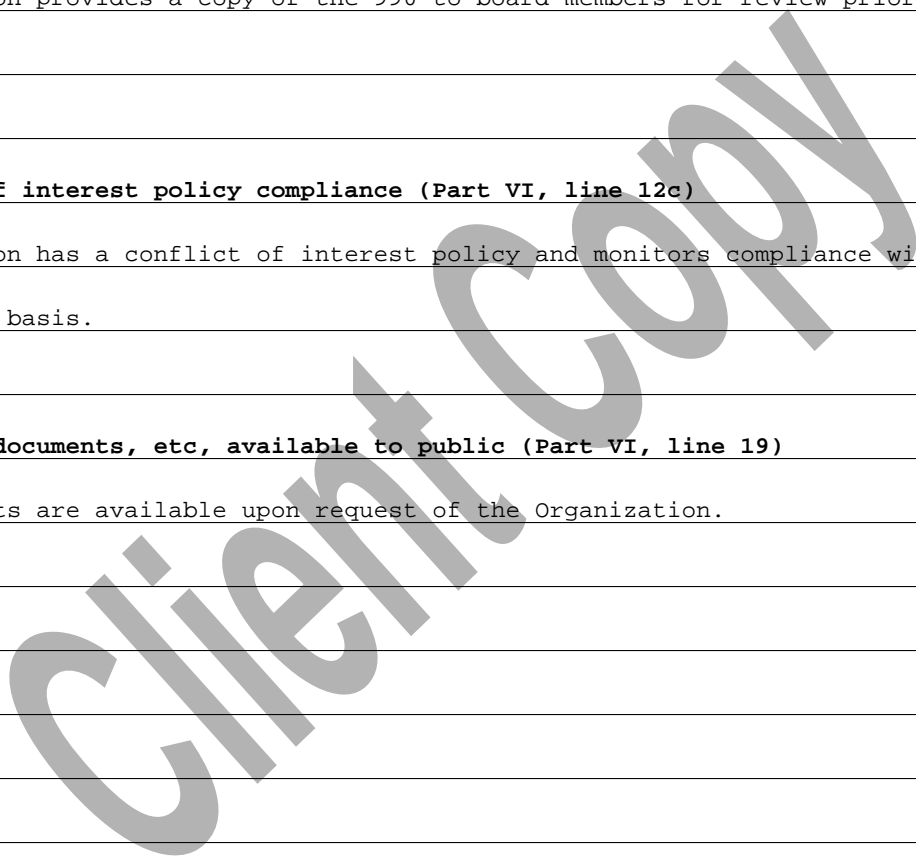 on provides a copy of the 990 to board members for review prior
f interest policy compliance (Part VI, line 12c)
on has a conflict of interest policy and monitors compliance wi
basis.
documents, etc, available to public (Part VI, line 19)
ts are available upon request of the Organization.
Client Copy